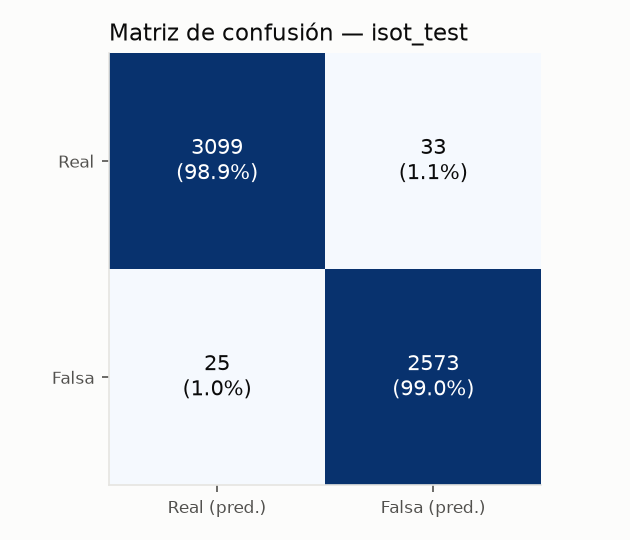 Matriz de confusión — isot_test
Real
3099
(98.9%)
33
(1.1%)
Falsa
25
(1.0%)
2573
(99.0%)
Real (pred.)
Falsa (pred.)